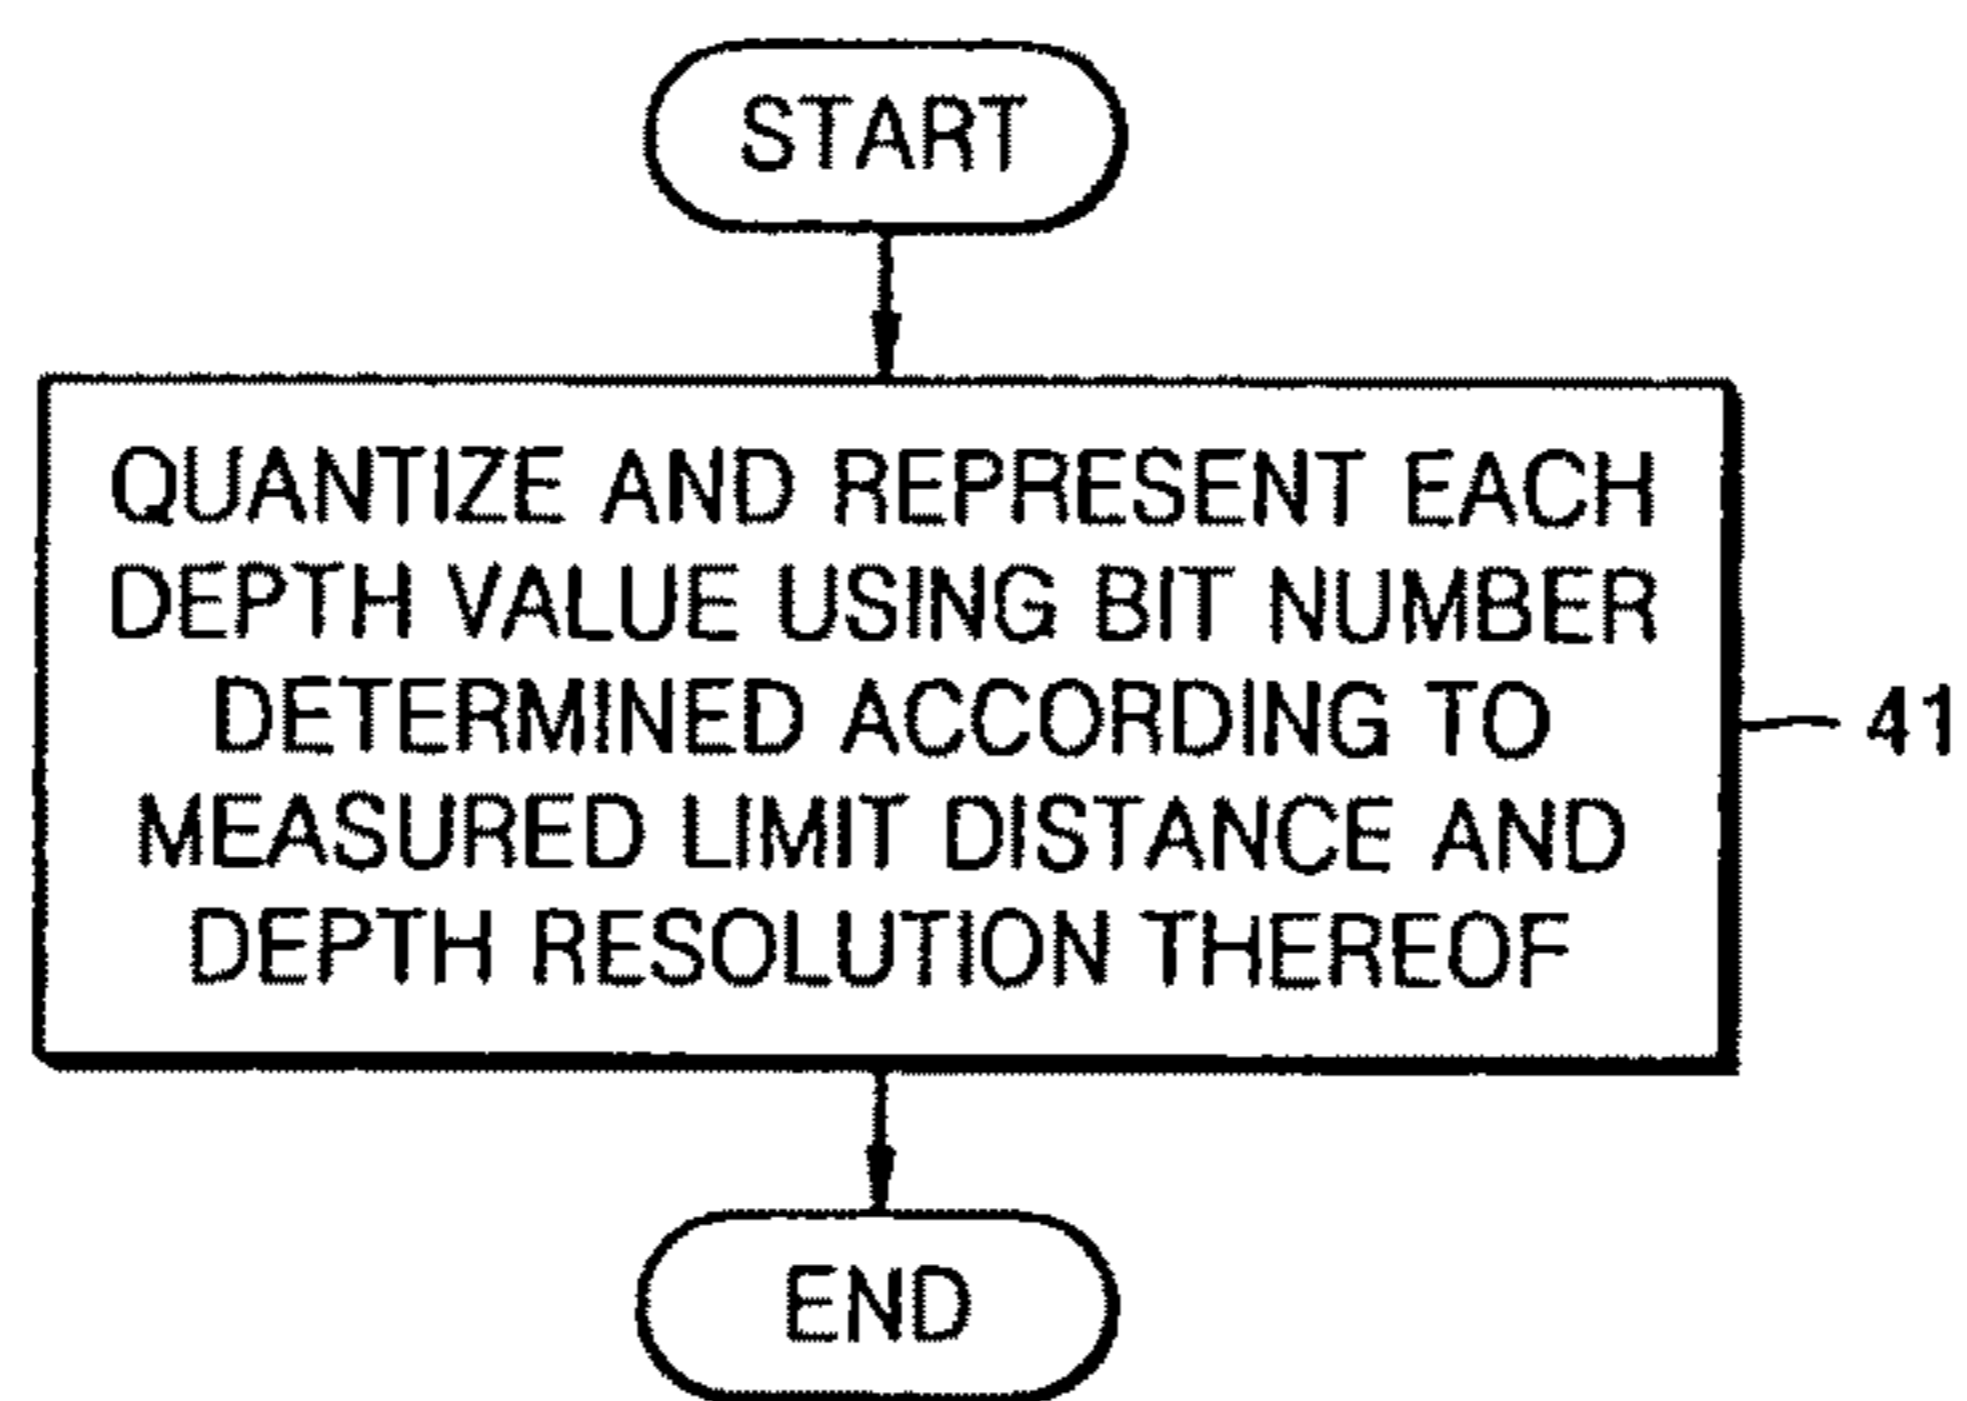 START
QUANTIZE AND REPRESENT EACH
DEPTH VALUE USING BIT NUMBER
DETERMINED ACCORDING TO
MEASURED LIMIT DISTANCE AND
DEPTH RESOLUTION THEREOF
41
END